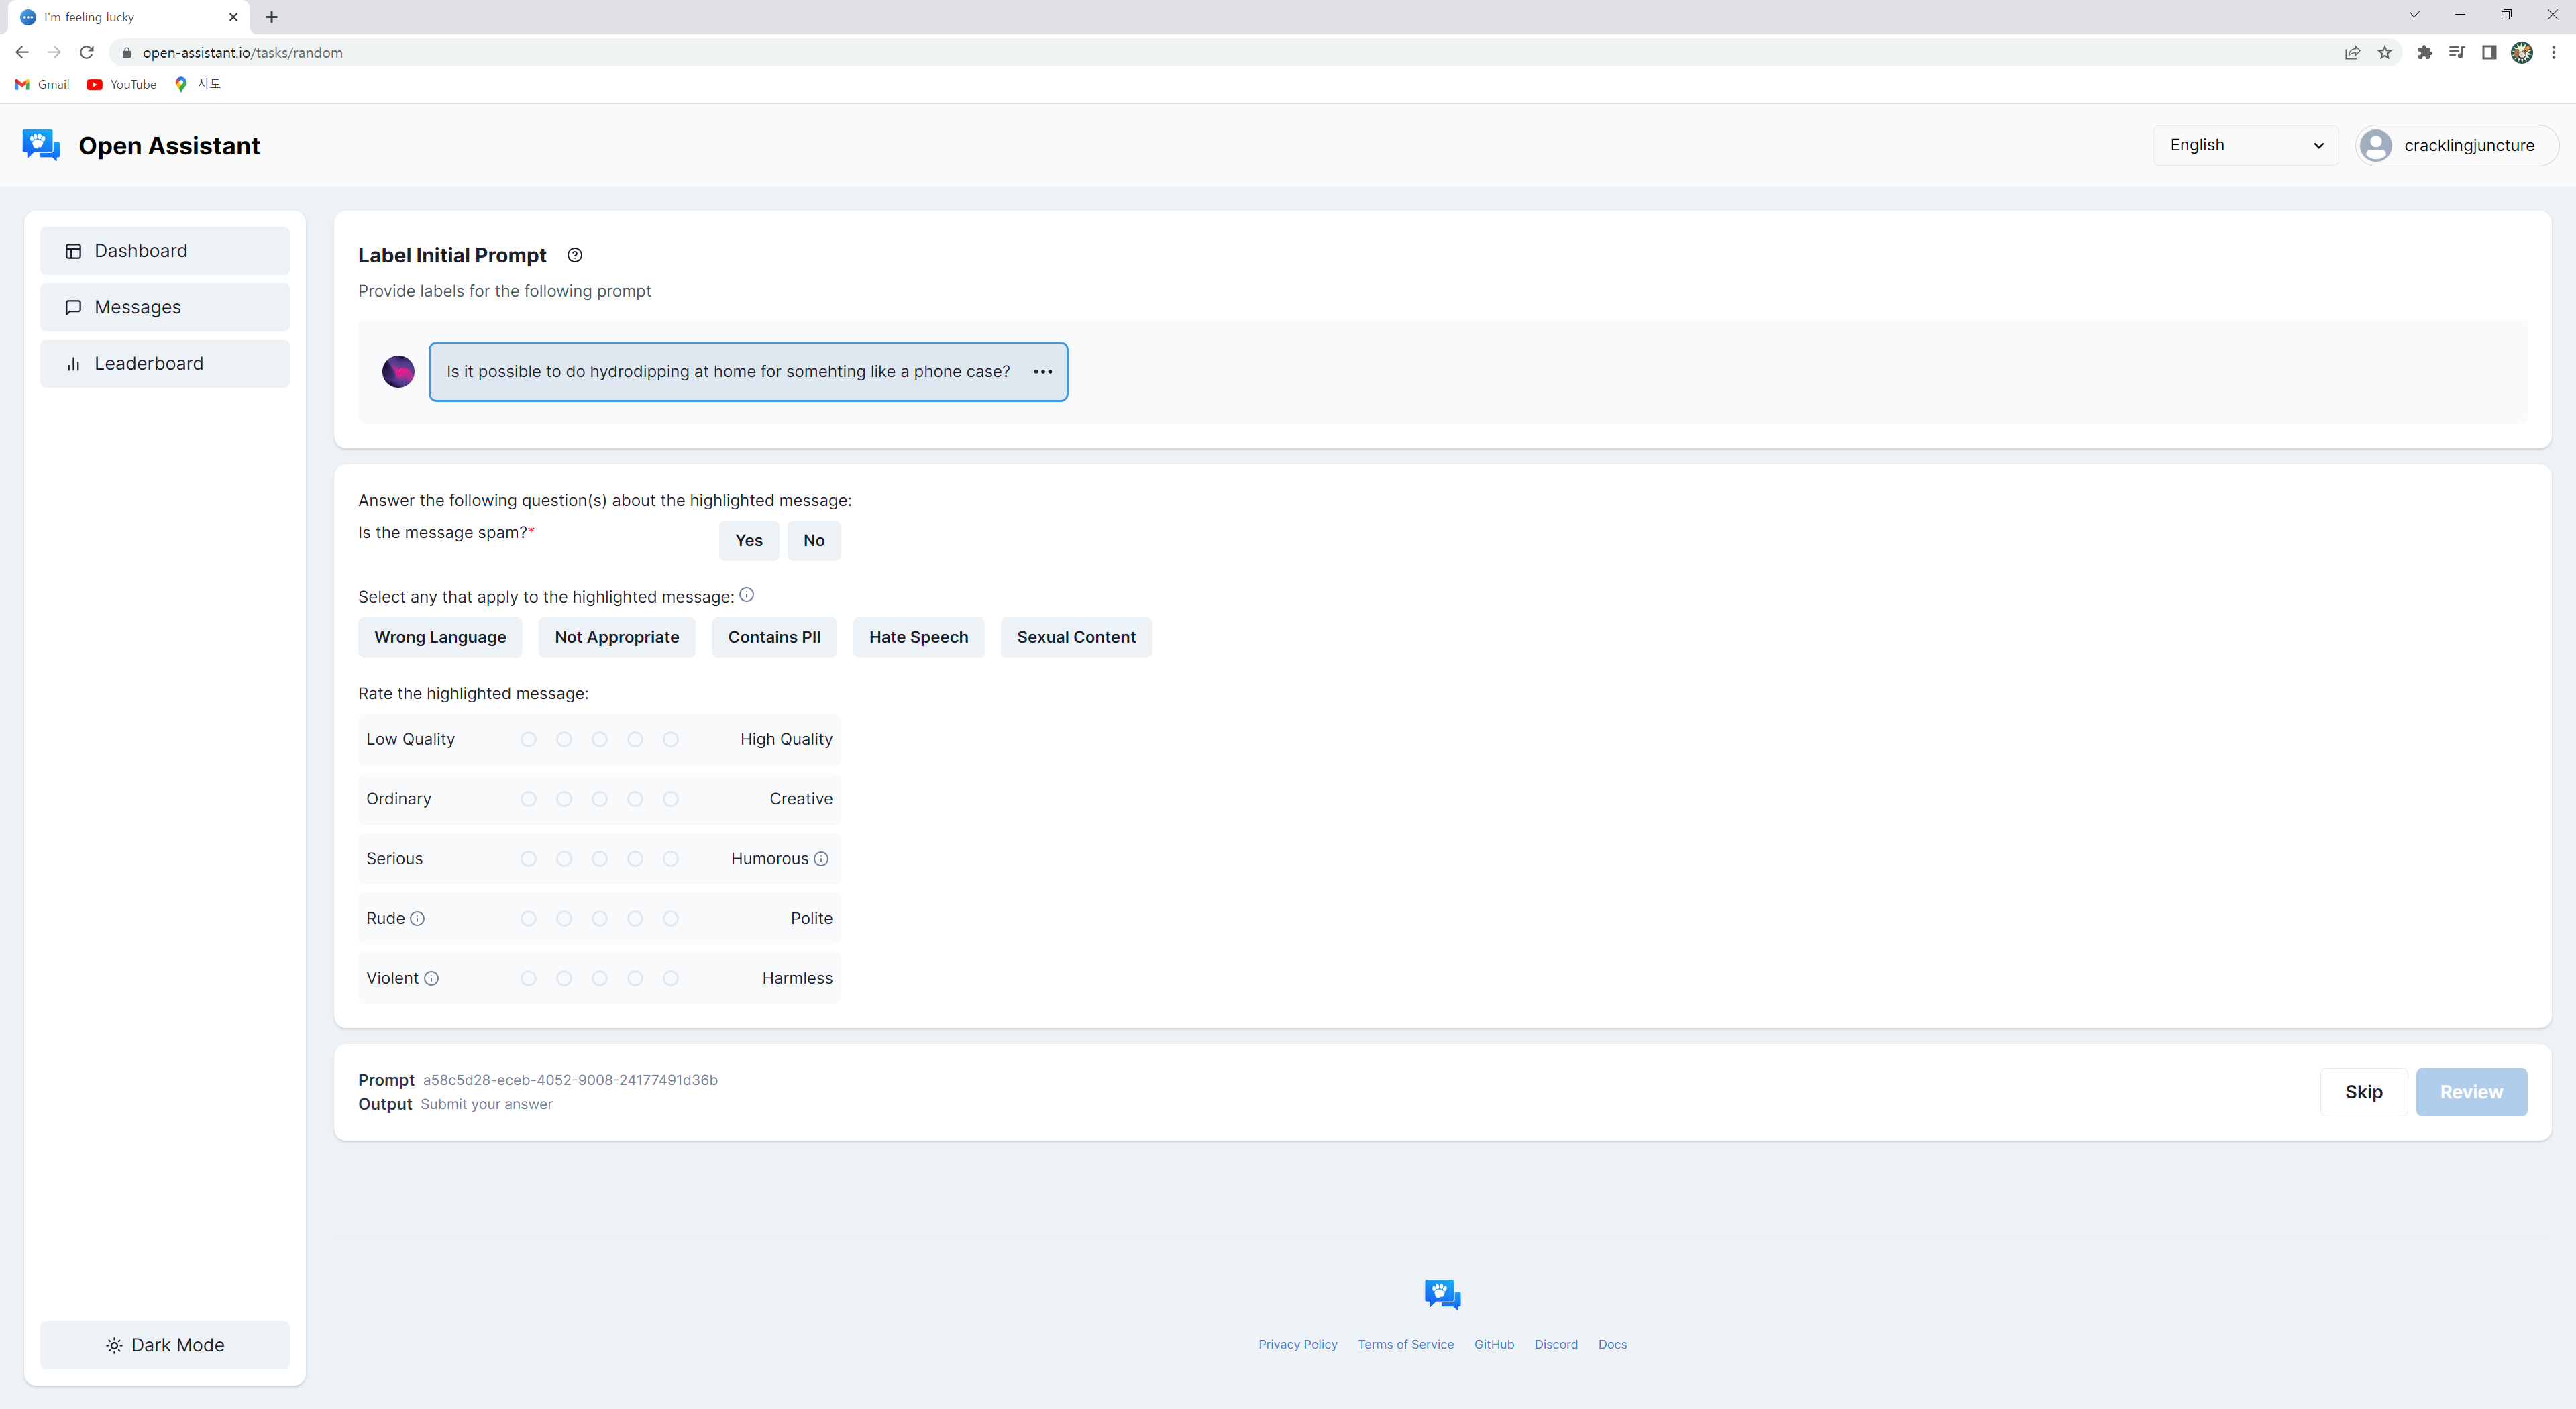 I'm feeling lucky
open-assistant.io/tasks/random
Gmail YouTube 지도
Open Assistant
English
cracklingjuncture
Dashboard
Messages
Leaderboard
Dark Mode
Label Initial Prompt
Provide labels for the following prompt
Is it possible to do hydrodipping at home for somehting like a phone case?
Answer the following question(s) about the highlighted message:
Is the message spam?* Yes No
Select any that apply to the highlighted message:
Wrong Language Not Appropriate Contains PII Hate Speech Sexual Content
Rate the highlighted message:
Low Quality High Quality
Ordinary Creative
Serious Humorous
Rude Polite
Violent Harmless
Prompt a58c5d28-eceb-4052-9008-24177491d36b
Output Submit your answer
Skip Review
Privacy Policy Terms of Service GitHub Discord Docs